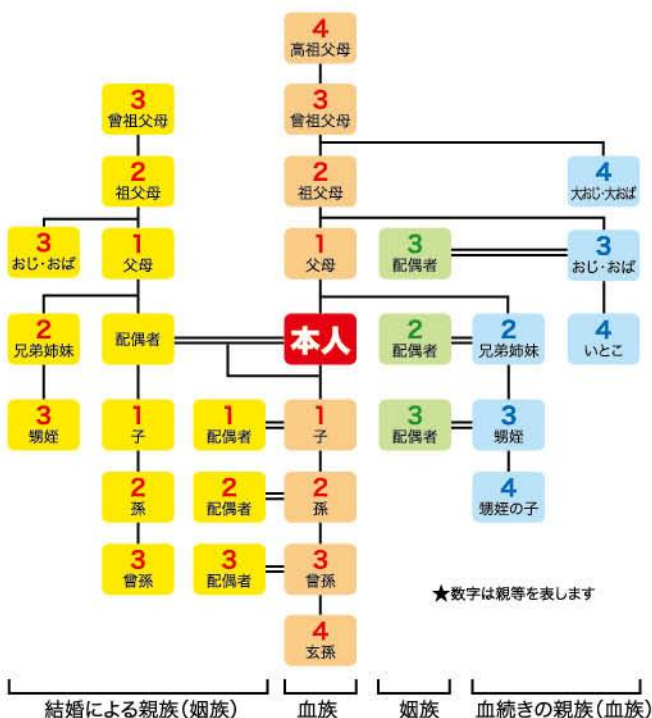 4
高祖父母
3
曾祖父母
3
曾祖父母
2
祖父母
2
祖父母
4
大おじ・大おば
3
おじ・おば
1
父母
1
父母
3
配偶者
3
おじ・おば
2
兄弟姉妹
配偶者
本人
2
配偶者
2
兄弟姉妹
4
いとこ
3
甥姪
1
子
1
配偶者
1
子
3
配偶者
3
甥姪
2
孫
2
配偶者
2
孫
4
甥姪の子
3
曾孫
3
配偶者
3
曾孫
★数字は親等を表します
4
玄孫
結婚による親族(姻族)
血族
姻族
血続きの親族(血族)